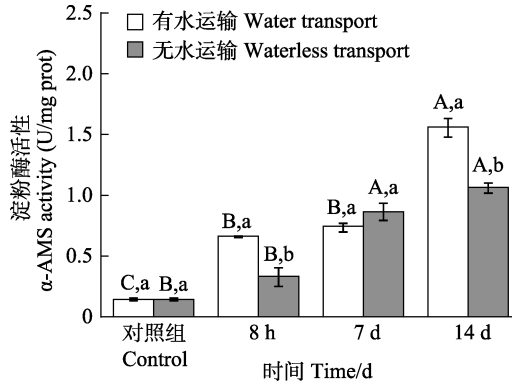 2.5
2.0
1.5
1.0
0.5
0
淀粉酶活性
α-AMS activity (U/mg prot)
有水运输 Water transport
无水运输 Waterless transport
C,a B,a
B,a
B,b
B,a
A,a
A,a
A,b
对照组
Control
8 h
7 d
14 d
时间 Time/d